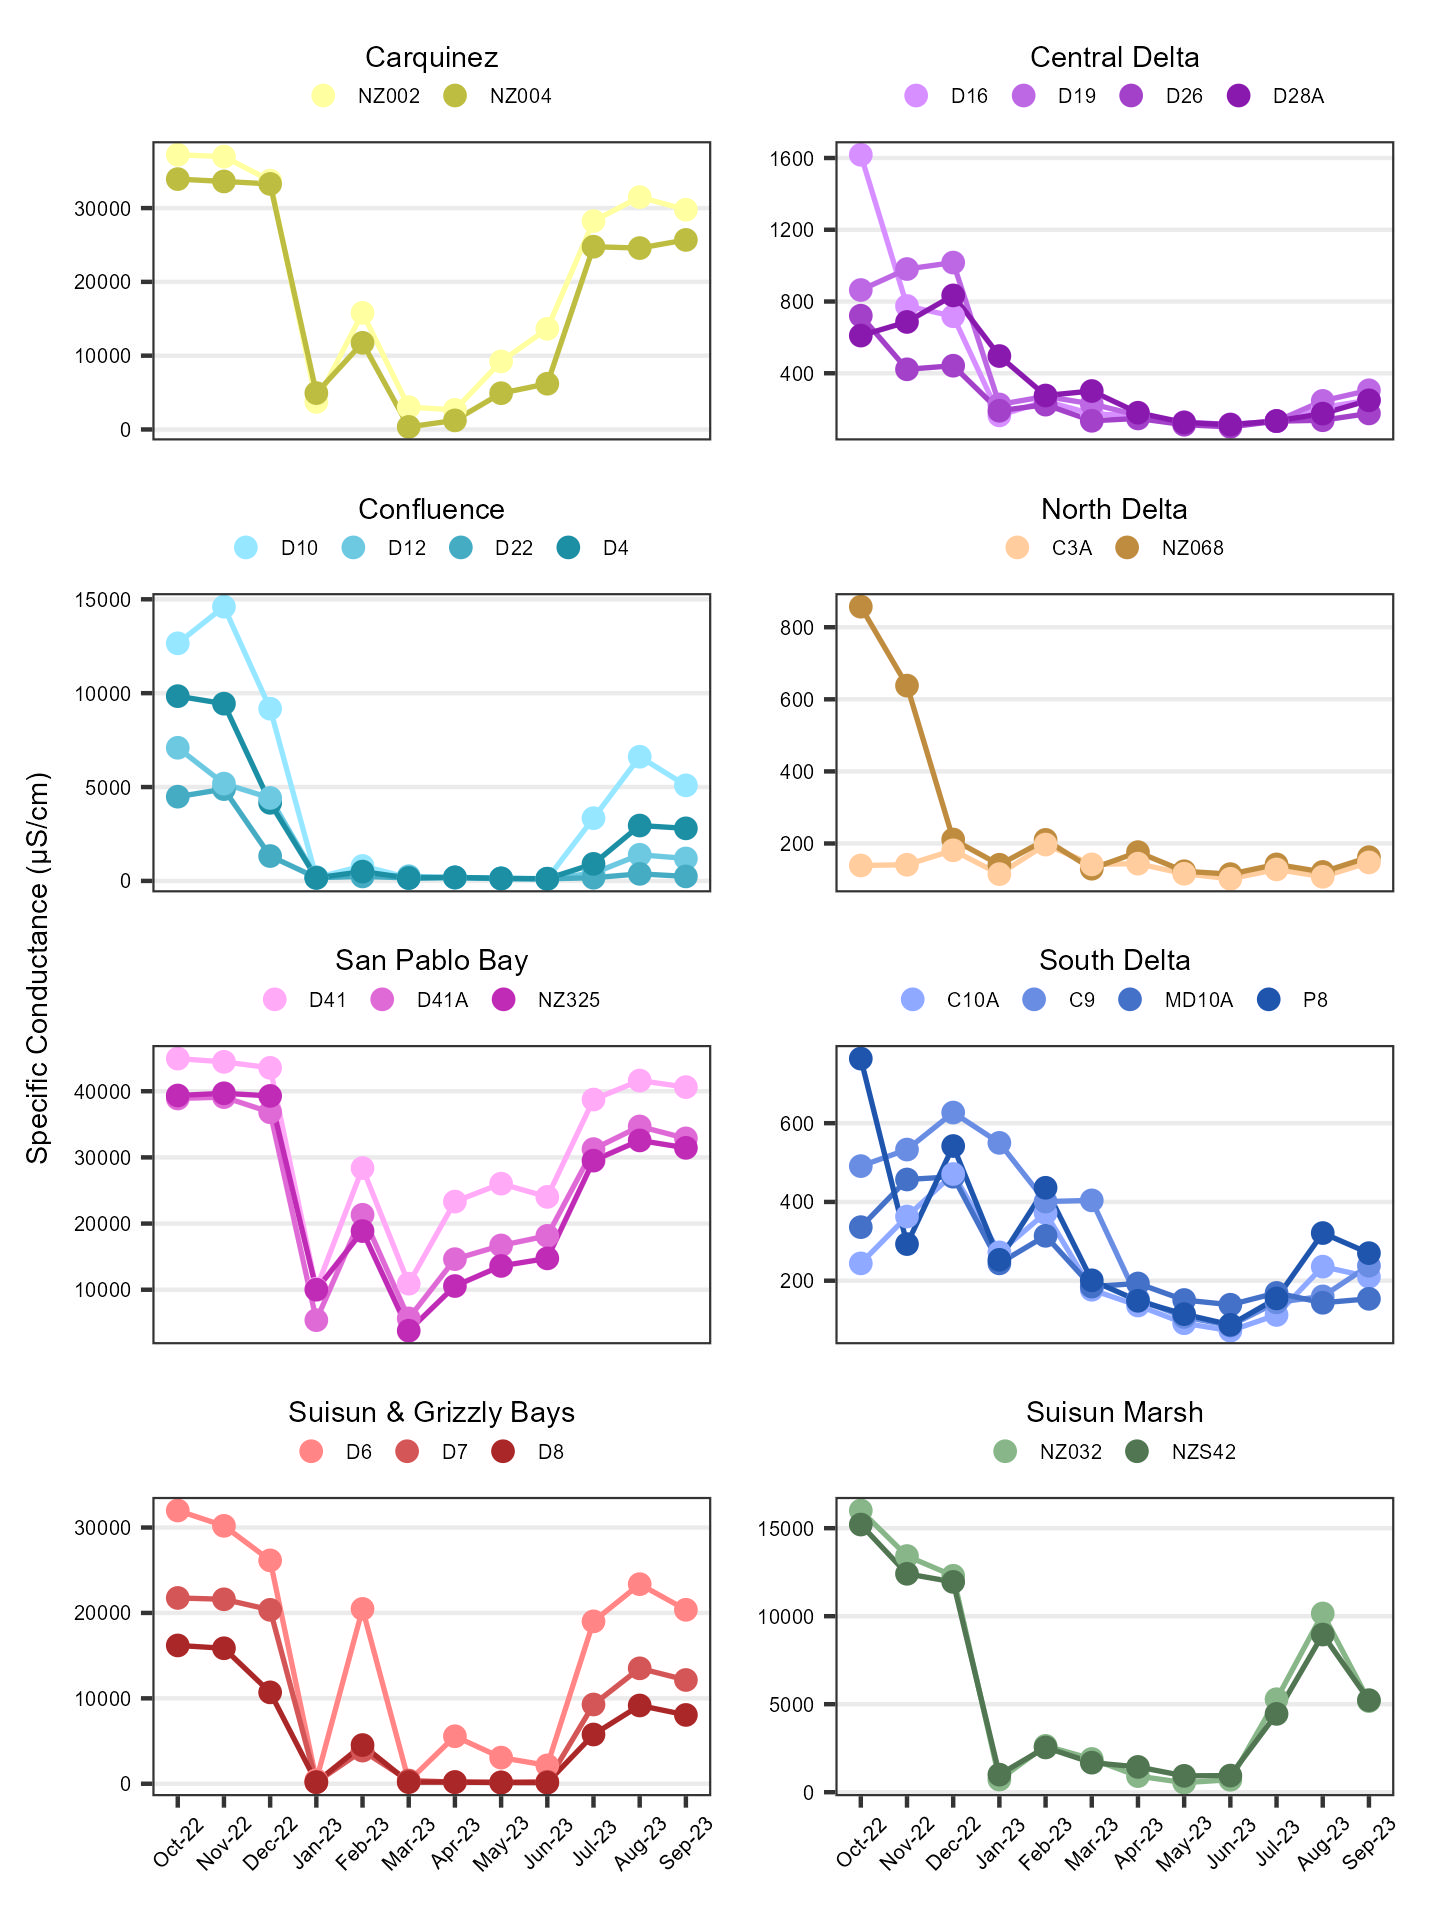 Carquinez
NZ002 NZ004
30000
20000
10000
0
Central Delta
D16 D19 D26 D28A
1600
1200
800
400
Confluence
D10 D12 D22 D4
15000
10000
5000
0
North Delta
C3A NZ068
800
600
400
200
Specific Conductance (µS/cm)
San Pablo Bay
D41 D41A NZ325
40000
30000
20000
10000
South Delta
C10A C9 MD10A P8
600
400
200
Suisun & Grizzly Bays
D6 D7 D8
30000
20000
10000
0
Oct-22 Nov-22 Dec-22 Jan-23 Feb-23 Mar-23 Apr-23 May-23 Jun-23 Jul-23 Aug-23 Sep-23
Suisun Marsh
NZ032 NZS42
15000
10000
5000
0
Oct-22 Nov-22 Dec-22 Jan-23 Feb-23 Mar-23 Apr-23 May-23 Jun-23 Jul-23 Aug-23 Sep-23